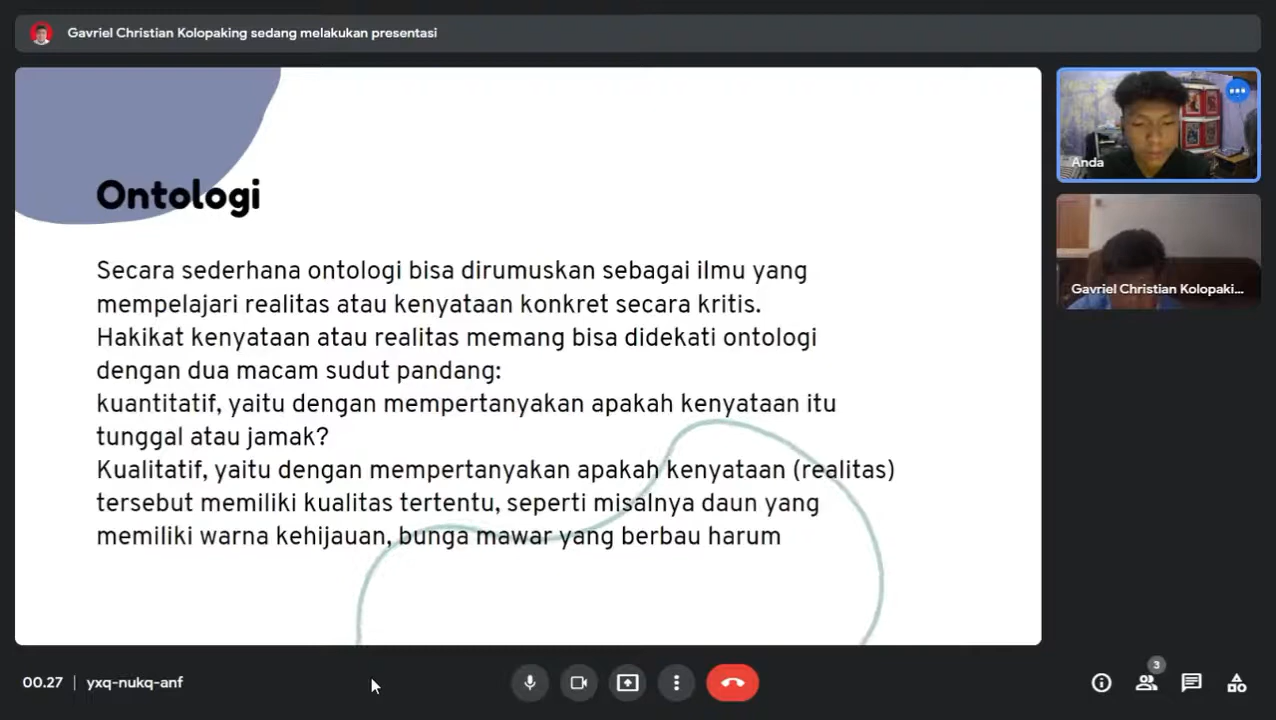 Gavriel Christian Kolopaking sedang melakukan presentasi
Ontologi
Secara sederhana ontologi bisa dirumuskan sebagai ilmu yang
mempelajari realitas atau kenyataan konkret secara kritis.
Hakikat kenyataan atau realitas memang bisa didekati ontologi
dengan dua macam sudut pandang:
kuantitatif, yaitu dengan mempertanyakan apakah kenyataan itu
tunggal atau jamak?
Kualitatif, yaitu dengan mempertanyakan apakah kenyataan (realitas)
tersebut memiliki kualitas tertentu, seperti misalnya daun yang
memiliki warna kehijauan, bunga mawar yang berbau harum
Anda
Gavriel Christian Kolopaki...
00.27 | yxq-nukq-anf
3